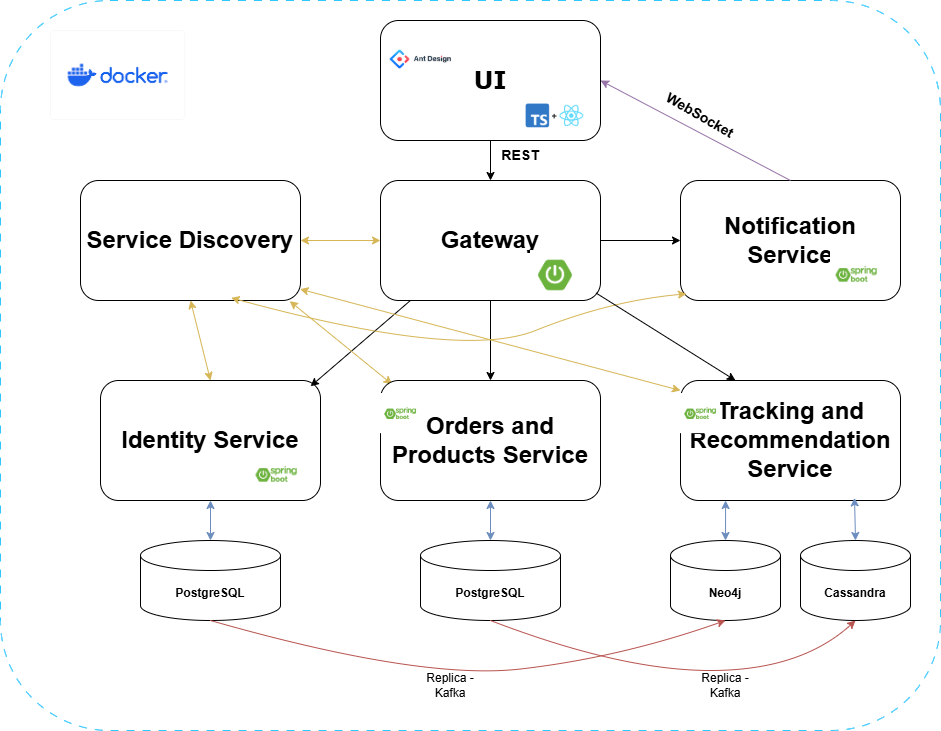 docker
Ant Design
UI
TS
+
WebSocket
REST
Service Discovery
Gateway
Notification
Service
spring
boot
Identity Service
spring
boot
spring
boot
Orders and
Products Service
spring
boot
Tracking and
Recommendation
Service
PostgreSQL
PostgreSQL
Neo4j
Cassandra
Replica -
Kafka
Replica -
Kafka